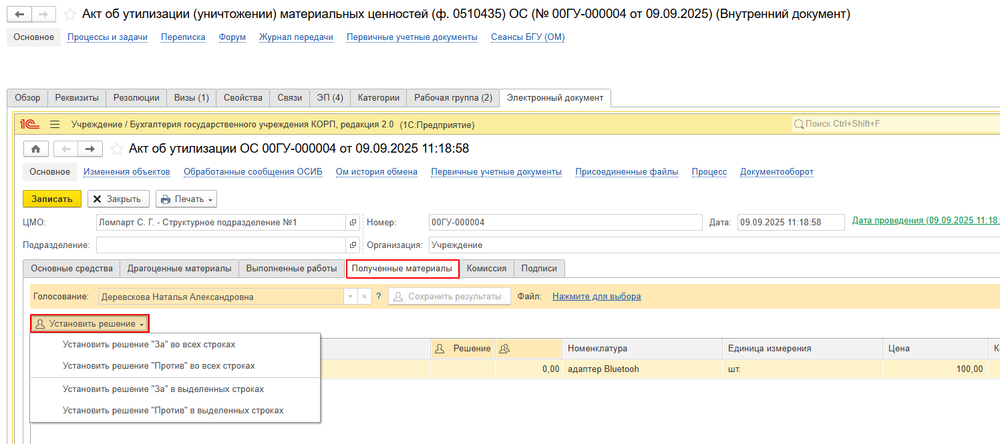 Акт об утилизации (уничтожении) материальных ценностей (ф. 0510435) ОС (№ 00ГУ-000004 от 09.09.2025) (Внутренний документ)
Основное Процессы и задачи Переписка Форум Журнал передачи Первичные учетные документы Сеансы БГУ (ОМ)
Обзор Реквизиты Резолюции Визы (1) Свойства Связи ЭП (4) Категории Рабочая группа (2) Электронный документ
1С Учреждение / Бухгалтерия государственного учреждения КОРП, редакция 2.0 (1С:Предприятие) Поиск Ctrl+Shift+F
Акт об утилизации ОС 00ГУ-000004 от 09.09.2025 11:18:58
Основное Изменения объектов Обработанные сообщения ОСИБ Ом история обмена Первичные учетные документы Присоединенные файлы Процесс Документооборот
Записать Закрыть Печать
ЦМО: Ломпарт С. Г. - Структурное подразделение №1 Номер: 00ГУ-000004 Дата: 09.09.2025 11:18:58 Дата проведения (09.09.2025 11:18:
Подразделение: Организация: Учреждение
Основные средства Драгоценные материалы Выполненные работы Полученные материалы Комиссия Подписи
Голосование: Деревскова Наталья Александровна ? Сохранить результаты Файл: Нажмите для выбора
Установить решение
Решение Номенклатура Единица измерения Цена К
0,00 адаптер Bluetooh шт. 100,00
Установить решение "За" во всех строках
Установить решение "Против" во всех строках
Установить решение "За" в выделенных строках
Установить решение "Против" в выделенных строках